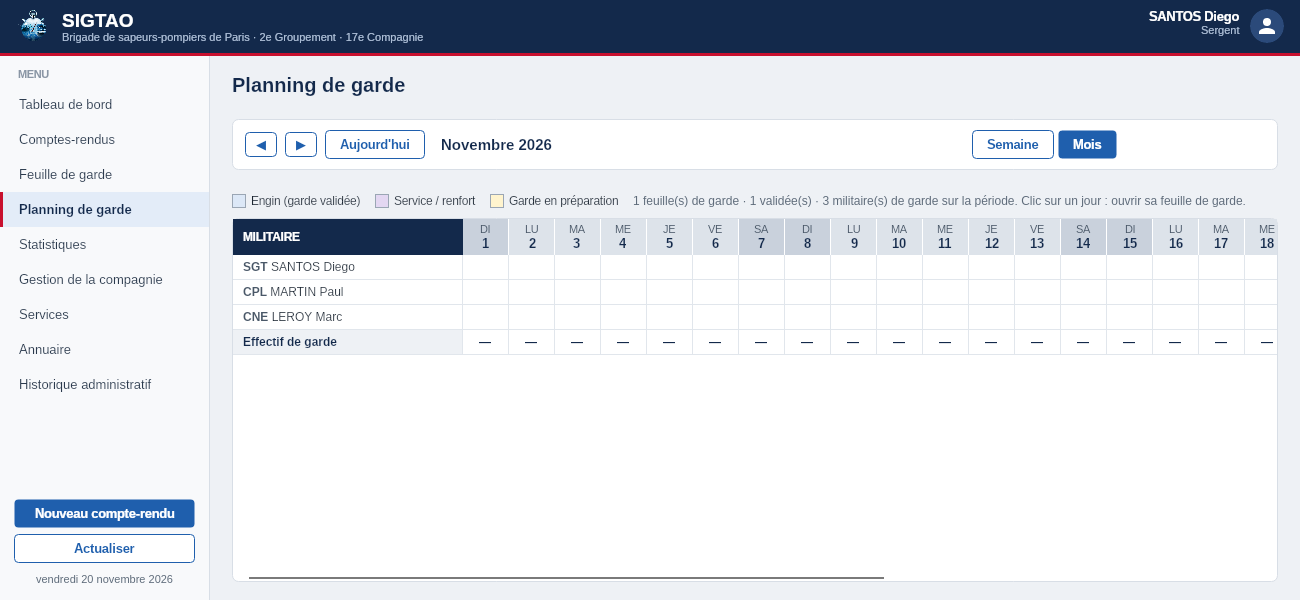 SIGTAO
Brigade de sapeurs-pompiers de Paris · 2e Groupement · 17e Compagnie
SANTOS Diego
Sergent
MENU
Tableau de bord
Comptes-rendus
Feuille de garde
Planning de garde
Statistiques
Gestion de la compagnie
Services
Annuaire
Historique administratif
Nouveau compte-rendu
Actualiser
vendredi 20 novembre 2026
Planning de garde
◀ ▶ Aujourd'hui Novembre 2026 Semaine Mois
Engin (garde validée) Service / renfort Garde en préparation 1 feuille(s) de garde · 1 validée(s) · 3 militaire(s) de garde sur la période. Clic sur un jour : ouvrir sa feuille de garde.
DI LU MA ME JE VE SA DI LU MA ME JE VE SA DI LU MA ME
MILITAIRE 1 2 3 4 5 6 7 8 9 10 11 12 13 14 15 16 17 18
SGT SANTOS Diego
CPL MARTIN Paul
CNE LEROY Marc
Effectif de garde — — — — — — — — — — — — — — — — — —